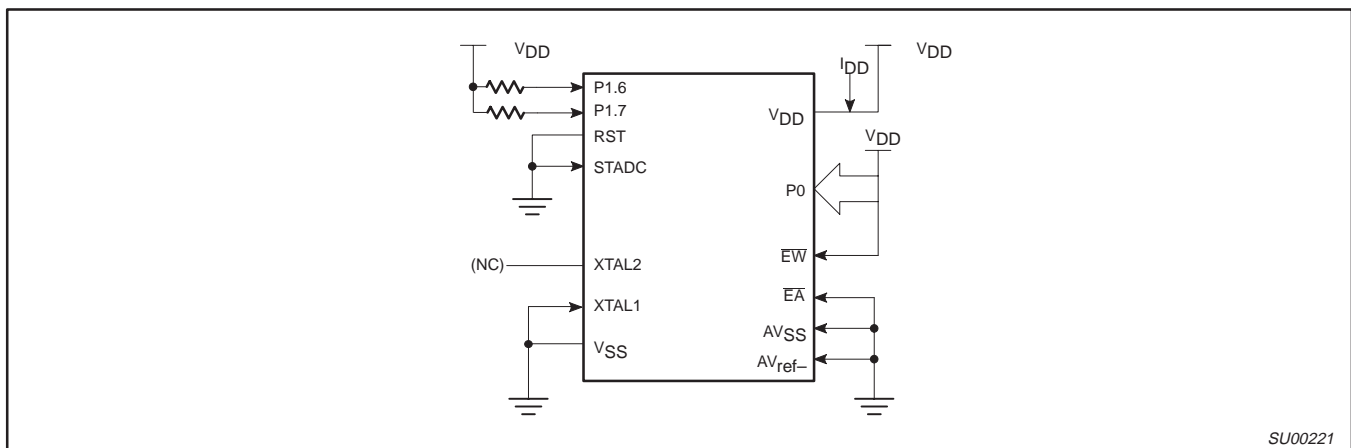 VDD
P1.6
P1.7
RST
STADC
(NC)
XTAL2
XTAL1
VSS
IDD
VDD
VDD
VDD
P0
EW
EA
AVSS
AVref–
SU00221